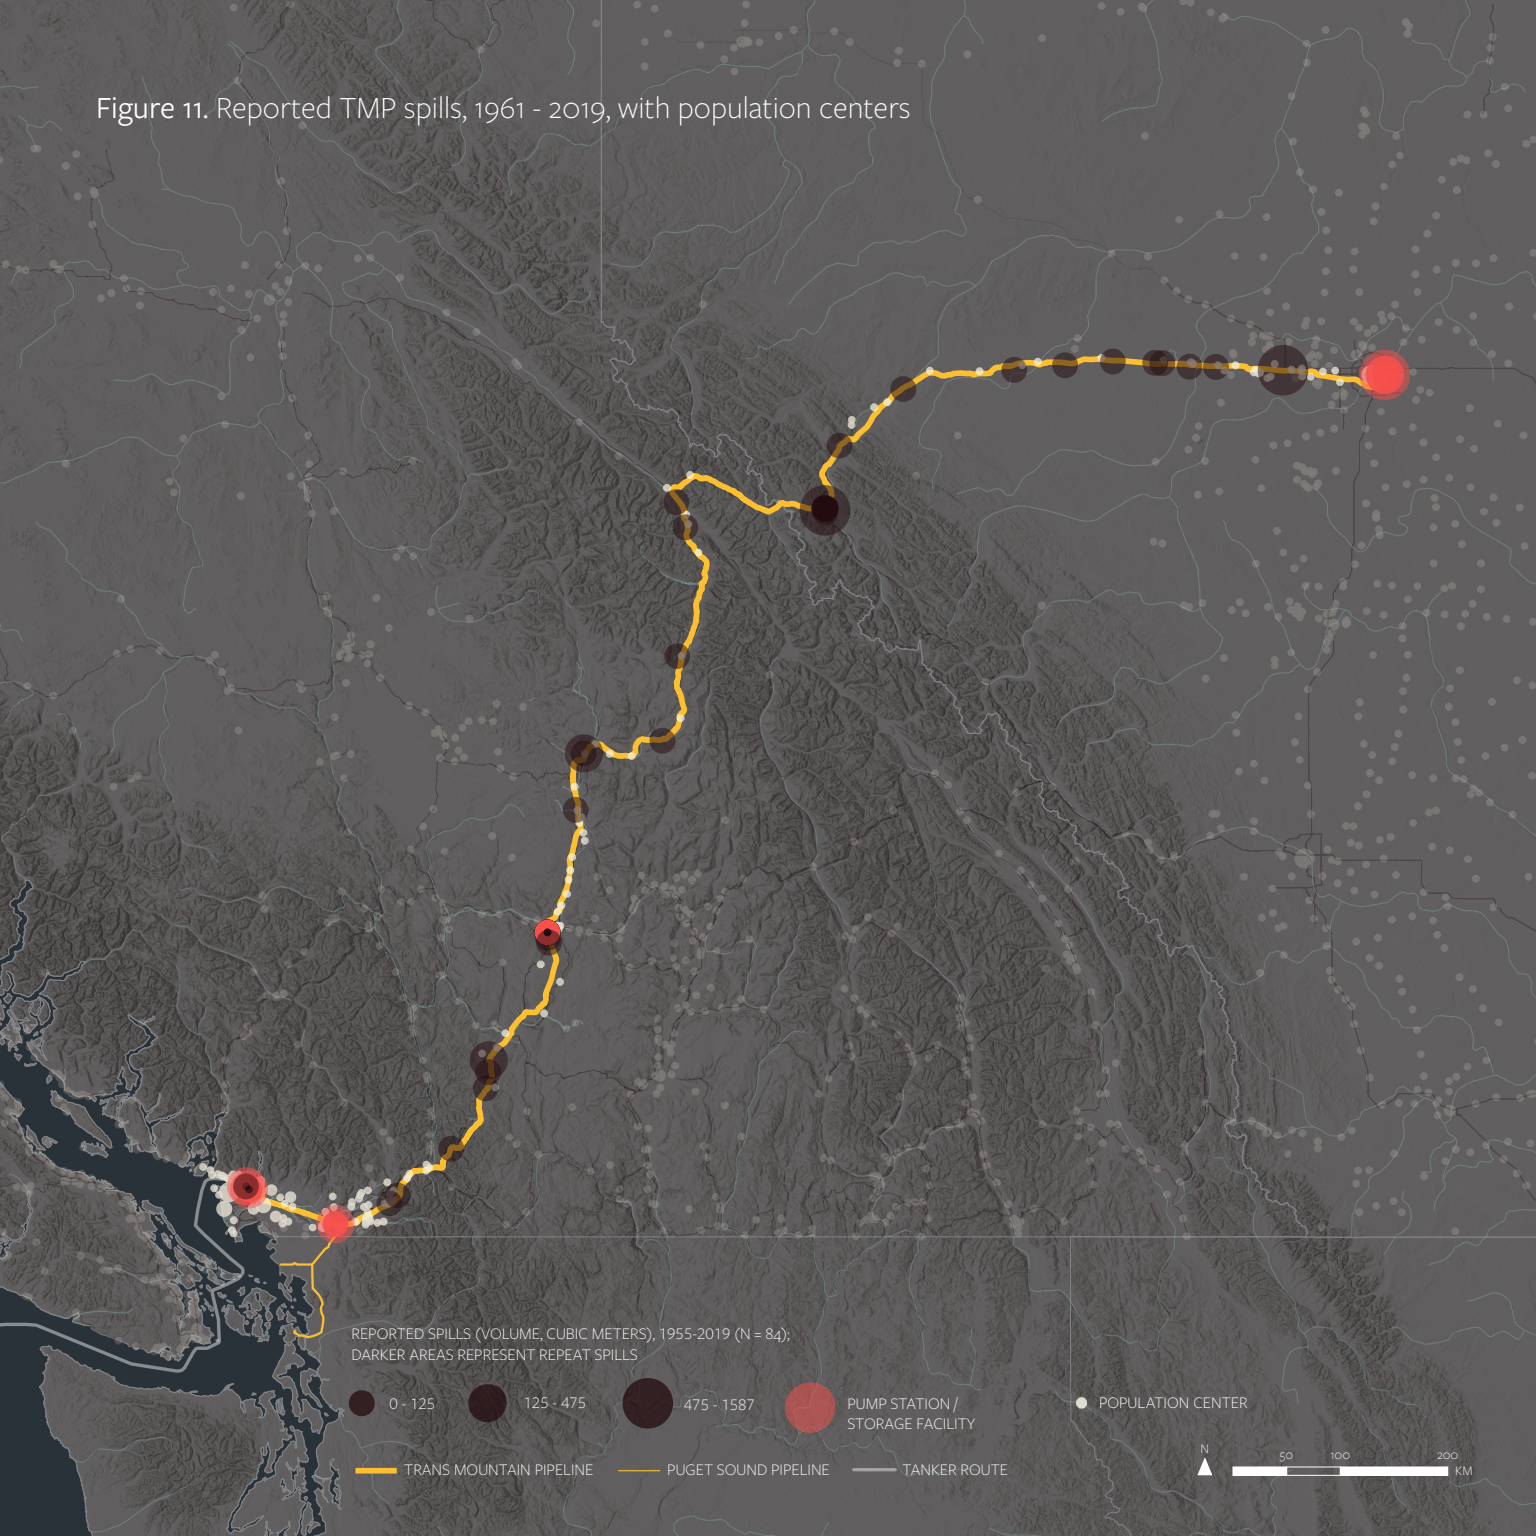 Figure 11. Reported TMP spills, 1961 - 2019, with population centers
REPORTED SPILLS (VOLUME, CUBIC METERS), 1955-2019 (N = 84);
DARKER AREAS REPRESENT REPEAT SPILLS
0 - 125
125 - 475
475 - 1587
PUMP STATION /
STORAGE FACILITY
POPULATION CENTER
TRANS MOUNTAIN PIPELINE
PUGET SOUND PIPELINE
TANKER ROUTE
N
50
100
200
KM